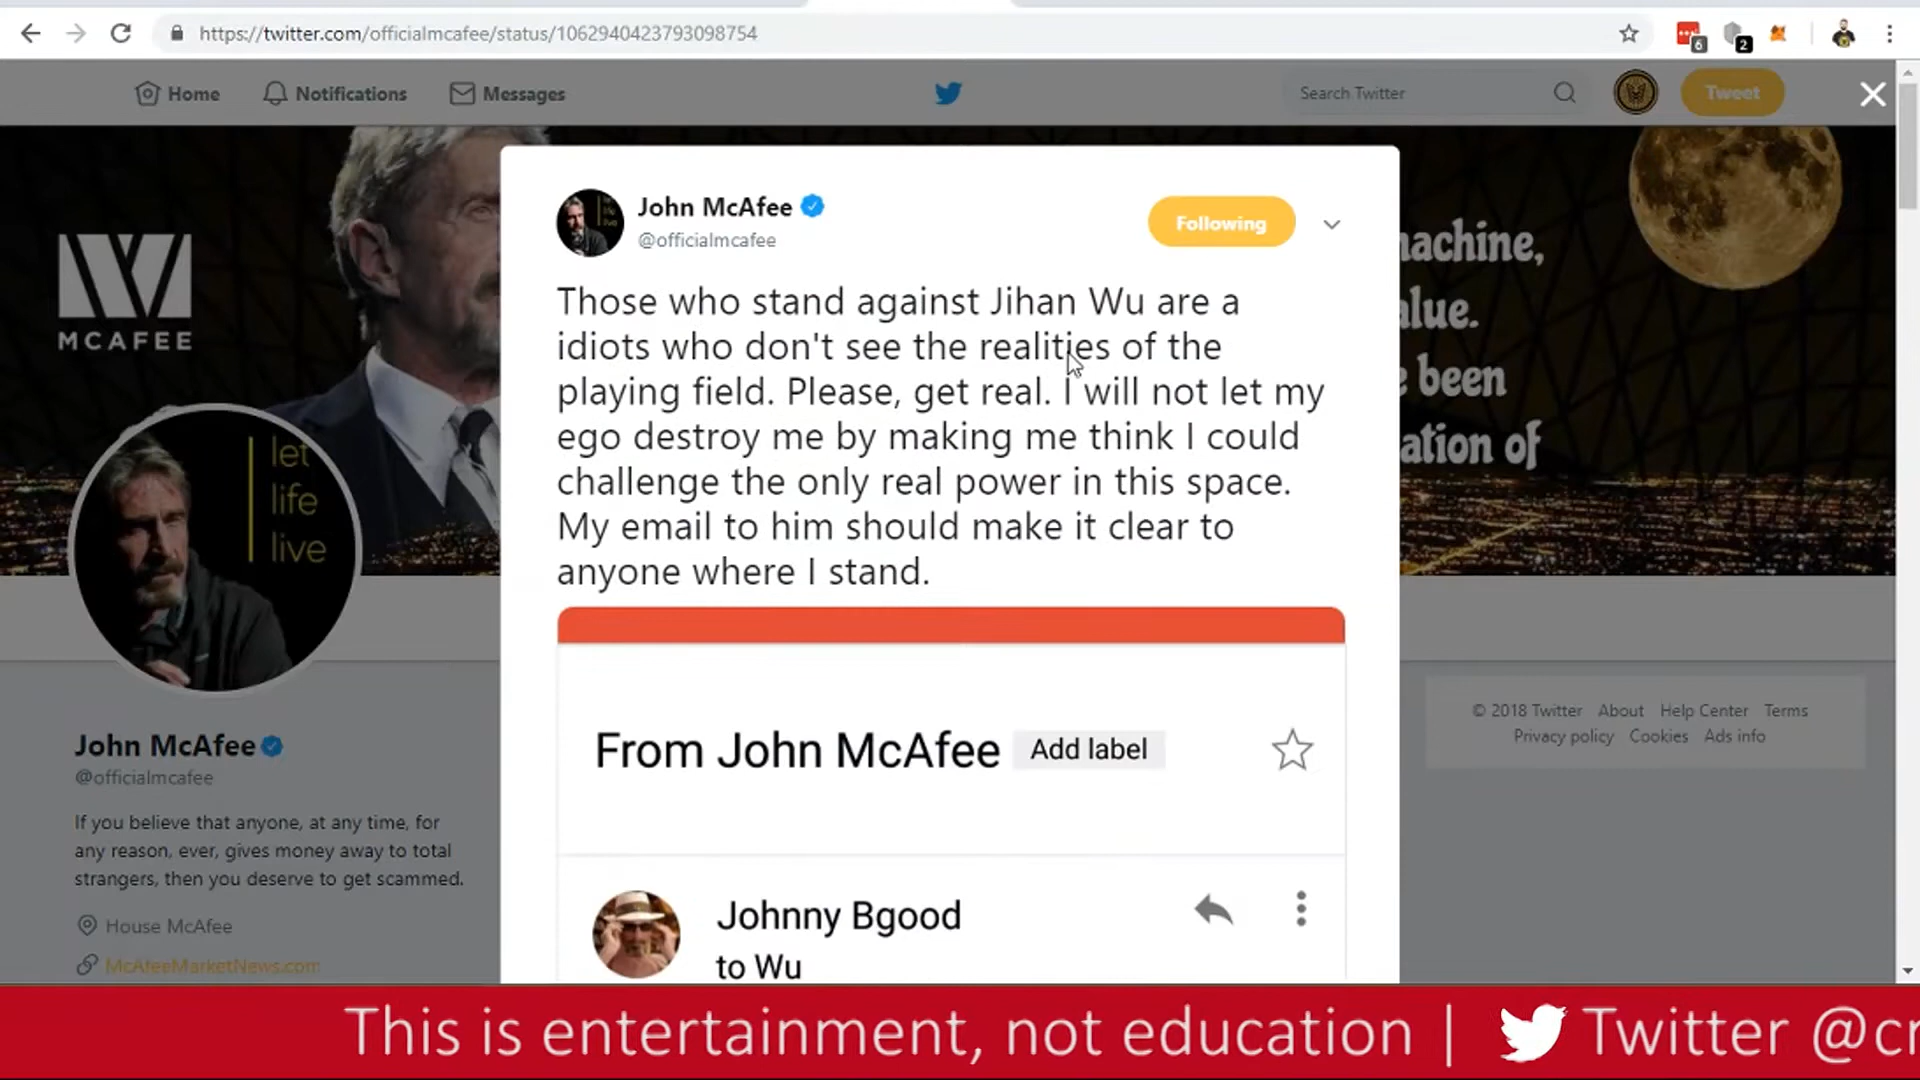 https://twitter.com/officialmcafee/status/1062940423793098754
6
2
Home
Notifications
Messages
Search Twitter
Tweet
MCAFEE
let
life
live
John McAfee
@officialmcafee
Following
Those who stand against Jihan Wu are a
idiots who don't see the realities of the
playing field. Please, get real. I will not let my
ego destroy me by making me think I could
challenge the only real power in this space.
My email to him should make it clear to
anyone where I stand.
From John McAfee
Add label
Johnny Bgood
to Wu
let
life
live
John McAfee
@officialmcafee
If you believe that anyone, at any time, for
any reason, ever, gives money away to total
strangers, then you deserve to get scammed.
House McAfee
McAfeeMarketNews.com
© 2018 Twitter About Help Center Terms
Privacy policy Cookies Ads info
This is entertainment, not education | Twitter @cr